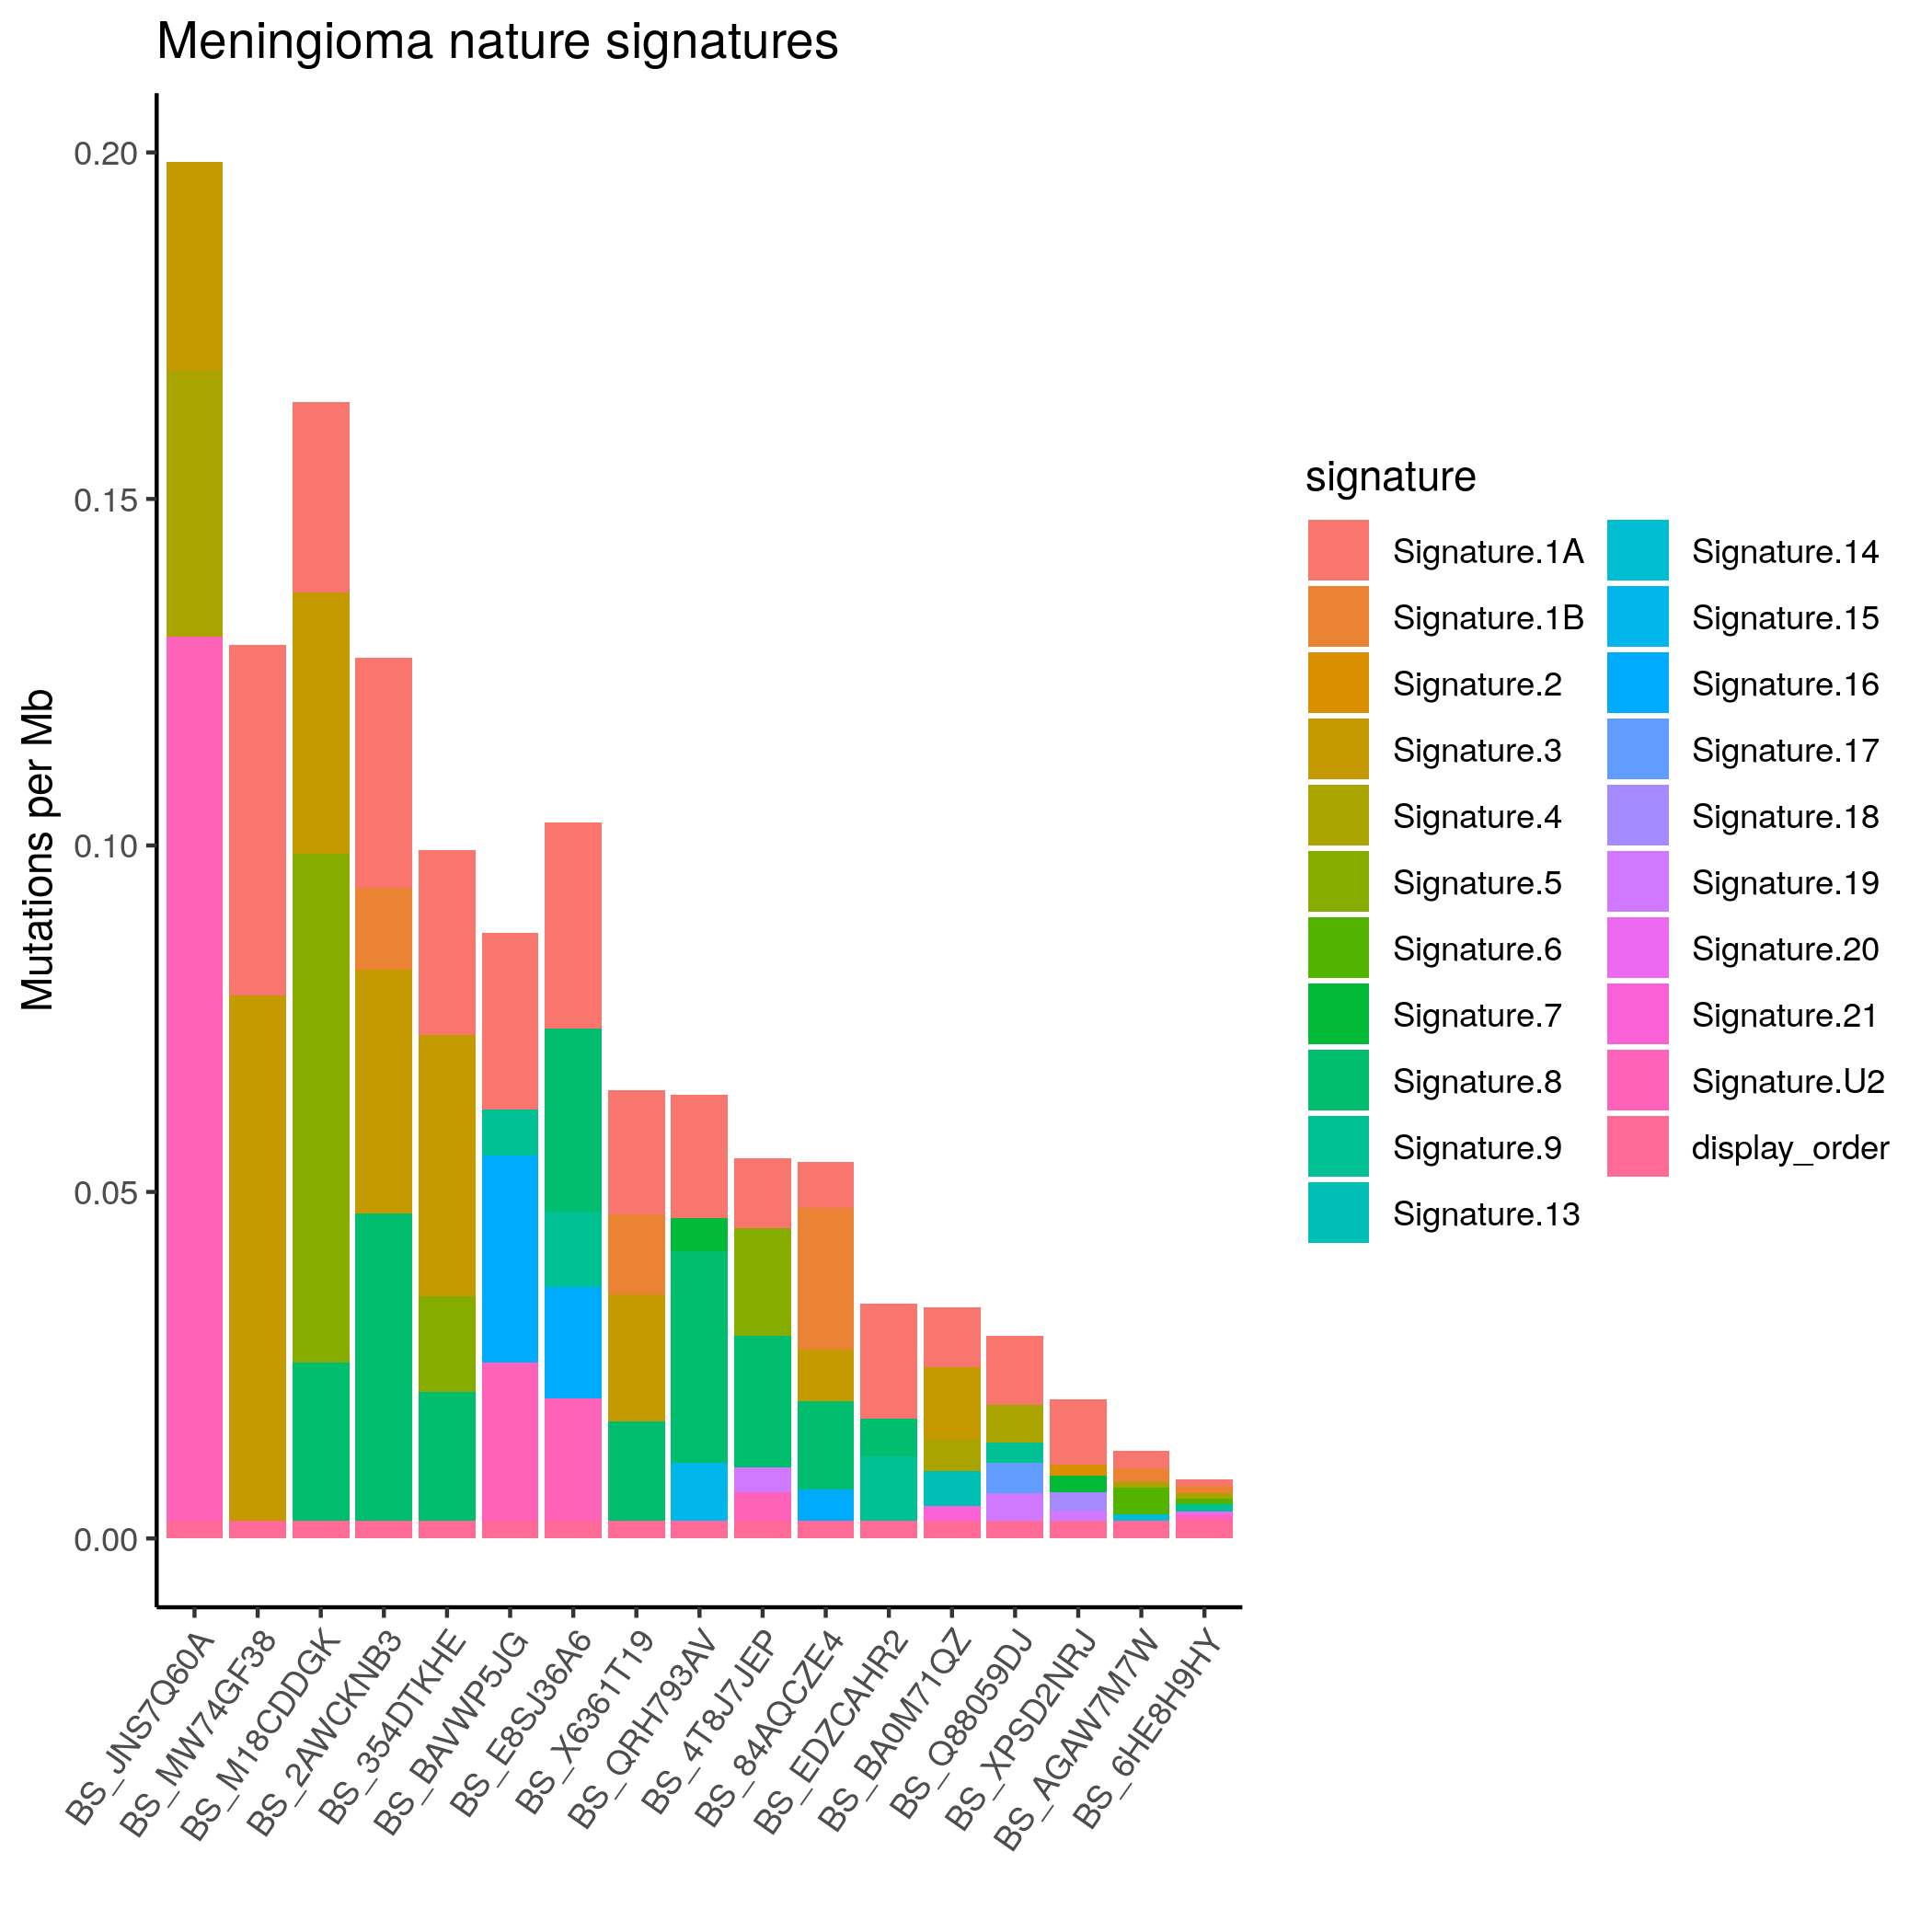 Meningioma nature signatures
Mutations per Mb
0.20
0.15
0.10
0.05
0.00
BS_JNS7Q60A
BS_MW74GF38
BS_M18CDDGK
BS_2AWCKNB3
BS_354DTKHE
BS_BAVWP5JG
BS_E8SJ36A6
BS_X6361T19
BS_QRH793AV
BS_4T8J7JEP
BS_84AQCZE4
BS_EDZCAHR2
BS_BA0M71QZ
BS_Q88059DJ
BS_XPSD2NRJ
BS_AGAW7M7W
BS_6HE8H9HY
signature
Signature.1A
Signature.1B
Signature.2
Signature.3
Signature.4
Signature.5
Signature.6
Signature.7
Signature.8
Signature.9
Signature.13
Signature.14
Signature.15
Signature.16
Signature.17
Signature.18
Signature.19
Signature.20
Signature.21
Signature.U2
display_order